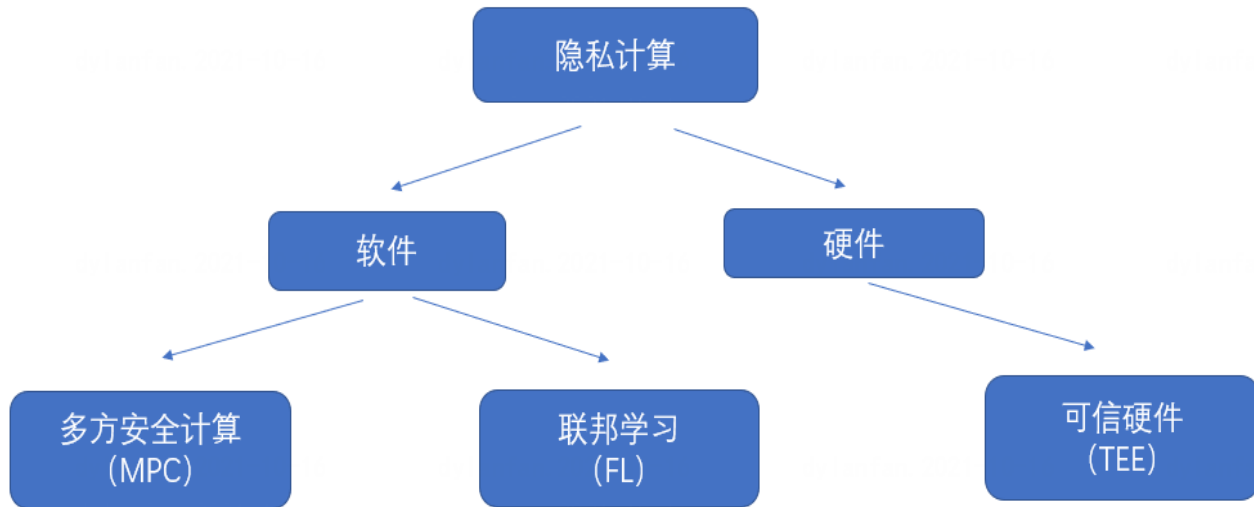 隐私计算
软件
硬件
多方安全计算
（MPC）
联邦学习
（FL）
可信硬件
（TEE）